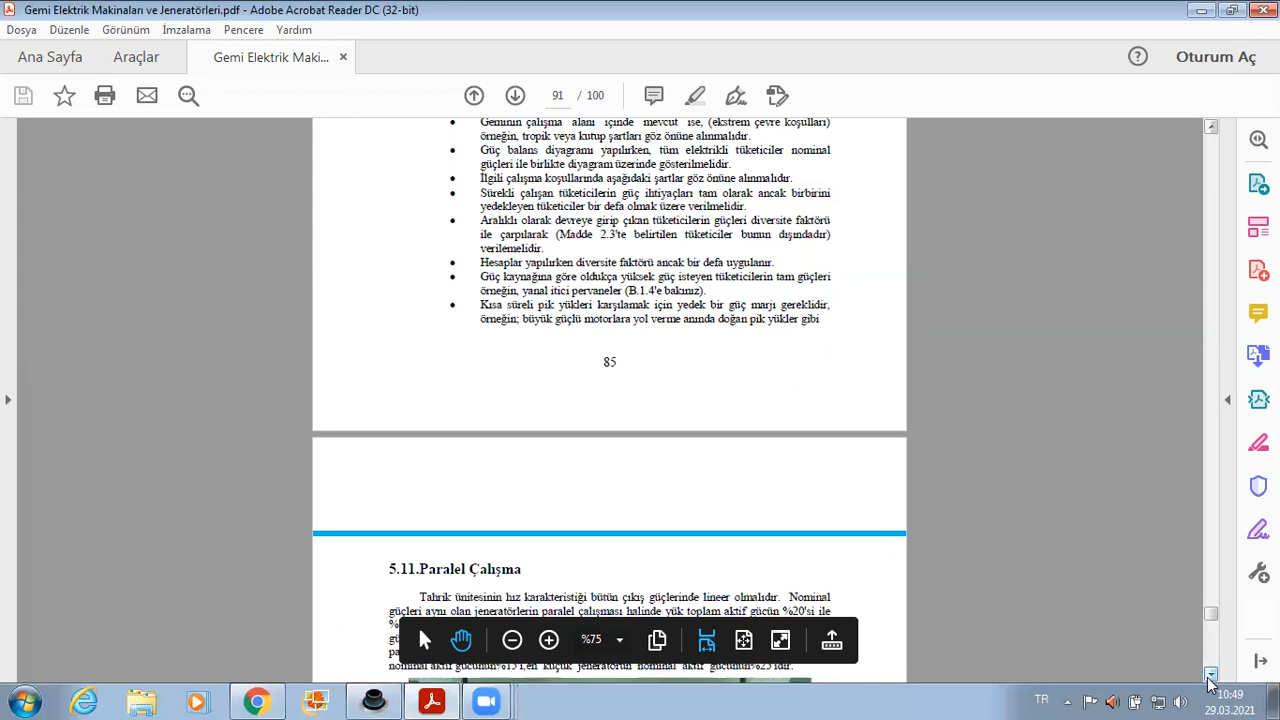 Gemi Elektrik Makinaları ve Jeneratörleri.pdf - Adobe Acrobat Reader DC (32-bit)
Dosya Düzenle Görünüm İmzalama Pencere Yardım
Ana Sayfa Araçlar Gemi Elektrik Maki... × Oturum Aç
91 / 100
• Geminin çalışma alanı içinde mevcut ise, (ekstrem çevre koşulları)
örneğin, tropik veya kutup şartları göz önüne alınmalıdır.
• Güç balans diyagramı yapılırken, tüm elektrikli tüketiciler nominal
güçleri ile birlikte diyagram üzerinde gösterilmelidir.
• İlgili çalışma koşullarında aşağıdaki şartlar göz önüne alınmalıdır.
• Sürekli çalışan tüketicilerin güç ihtiyaçları tam olarak ancak birbirini
yedekleyen tüketiciler bir defa olmak üzere verilmelidir.
• Aralıklı olarak devreye girip çıkan tüketicilerin güçleri diversite faktörü
ile çarpılarak (Madde 2.3'te belirtilen tüketiciler bunun dışındadır)
verilemelidir.
• Hesaplar yapılırken diversite faktörü ancak bir defa uygulanır.
• Güç kaynağına göre oldukça yüksek güç isteyen tüketicilerin tam güçleri
örneğin, yanal itici pervaneler (B.1.4'e bakınız).
• Kısa süreli pik yükleri karşılamak için yedek bir güç marjı gereklidir,
örneğin; büyük güçlü motorlara yol verme anında doğan pik yükler gibi
85
5.11.Paralel Çalışma
Tahrik ünitesinin hız karakteristiği bütün çıkış güçlerinde lineer olmalıdır. Nominal
güçleri aynı olan jeneratörlerin paralel çalışması halinde yük toplam aktif gücün %20'si ile
nominal aktif gücünün%15'i,en küçük jeneratörün nominal aktif gücünün%25'idir.
%75
TR
10:49
29.03.2021